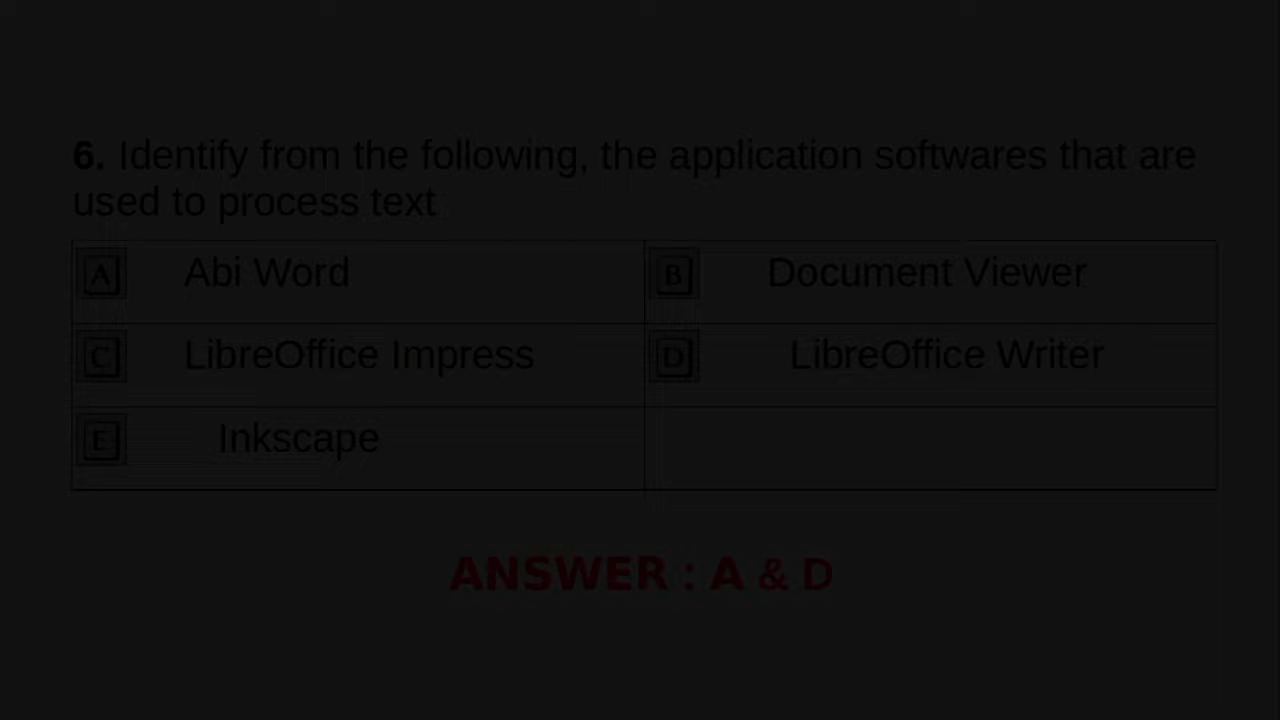 6. Identify from the following, the application softwares that are
used to process text
A Abi Word B Document Viewer
C LibreOffice Impress D LibreOffice Writer
E Inkscape
ANSWER : A & D